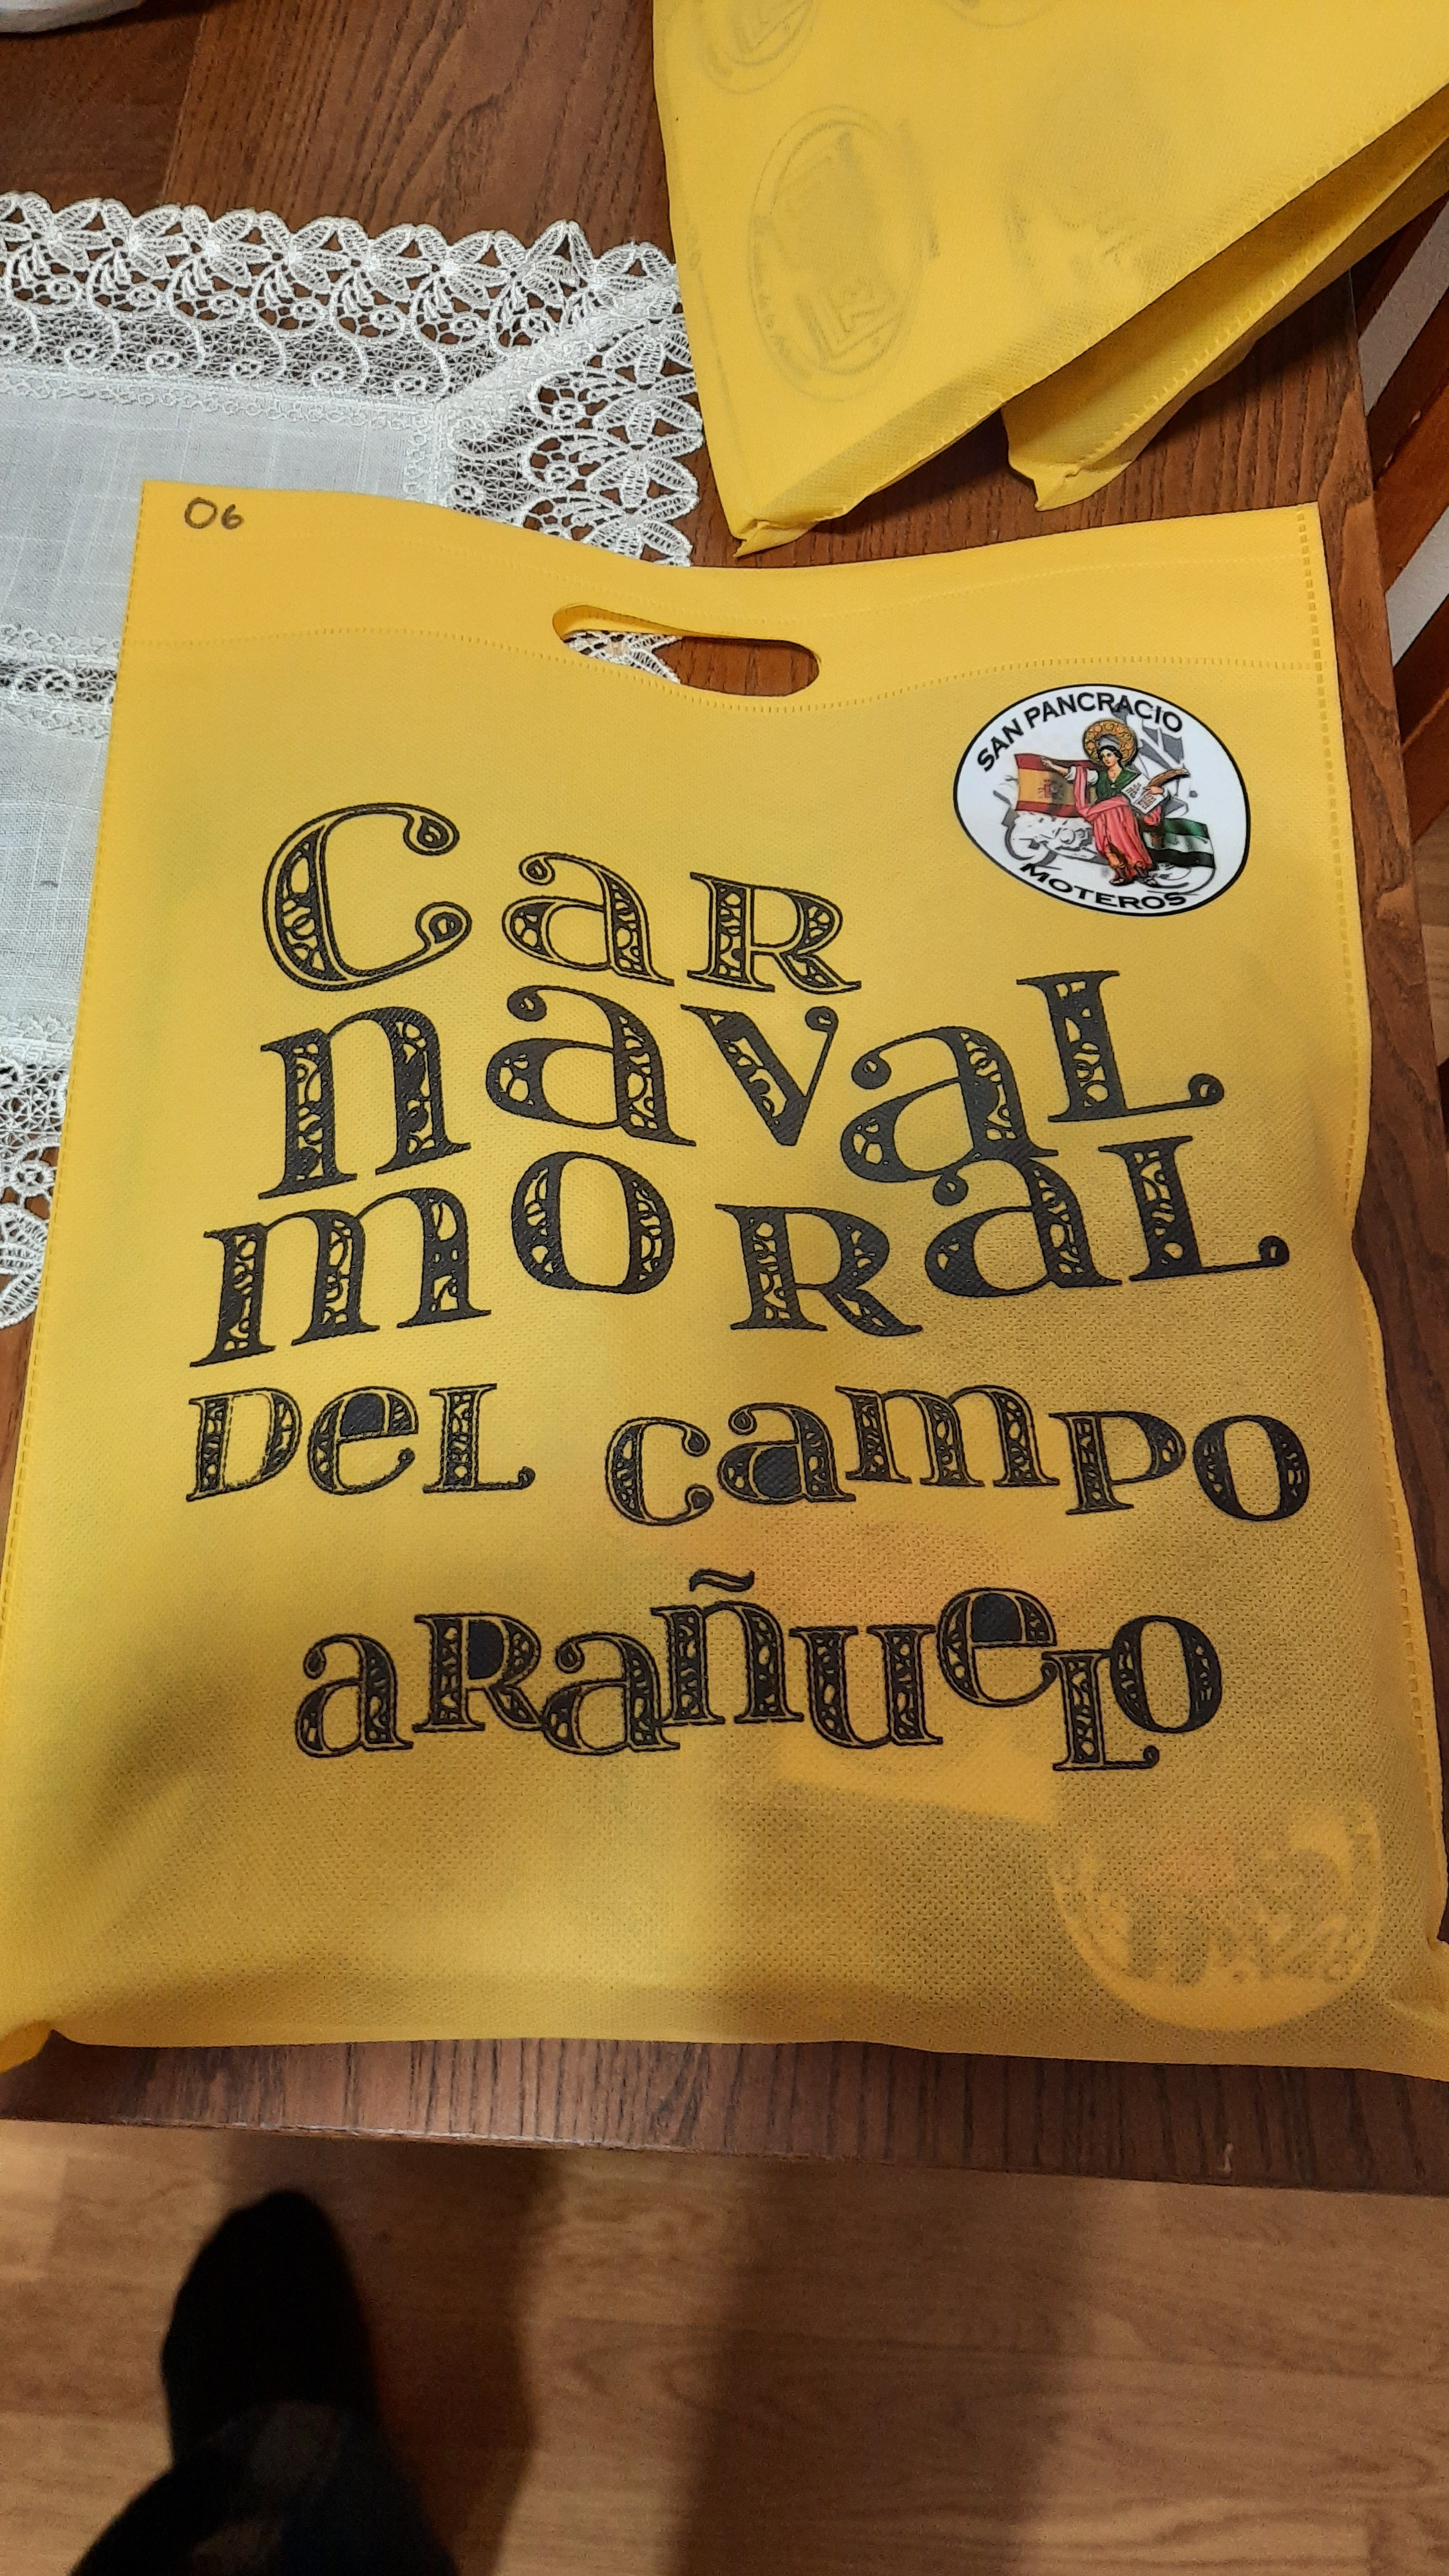 06
SAN PANCRACIO
MOTEROS
Car
naval
moral
Del campo
arañuelo